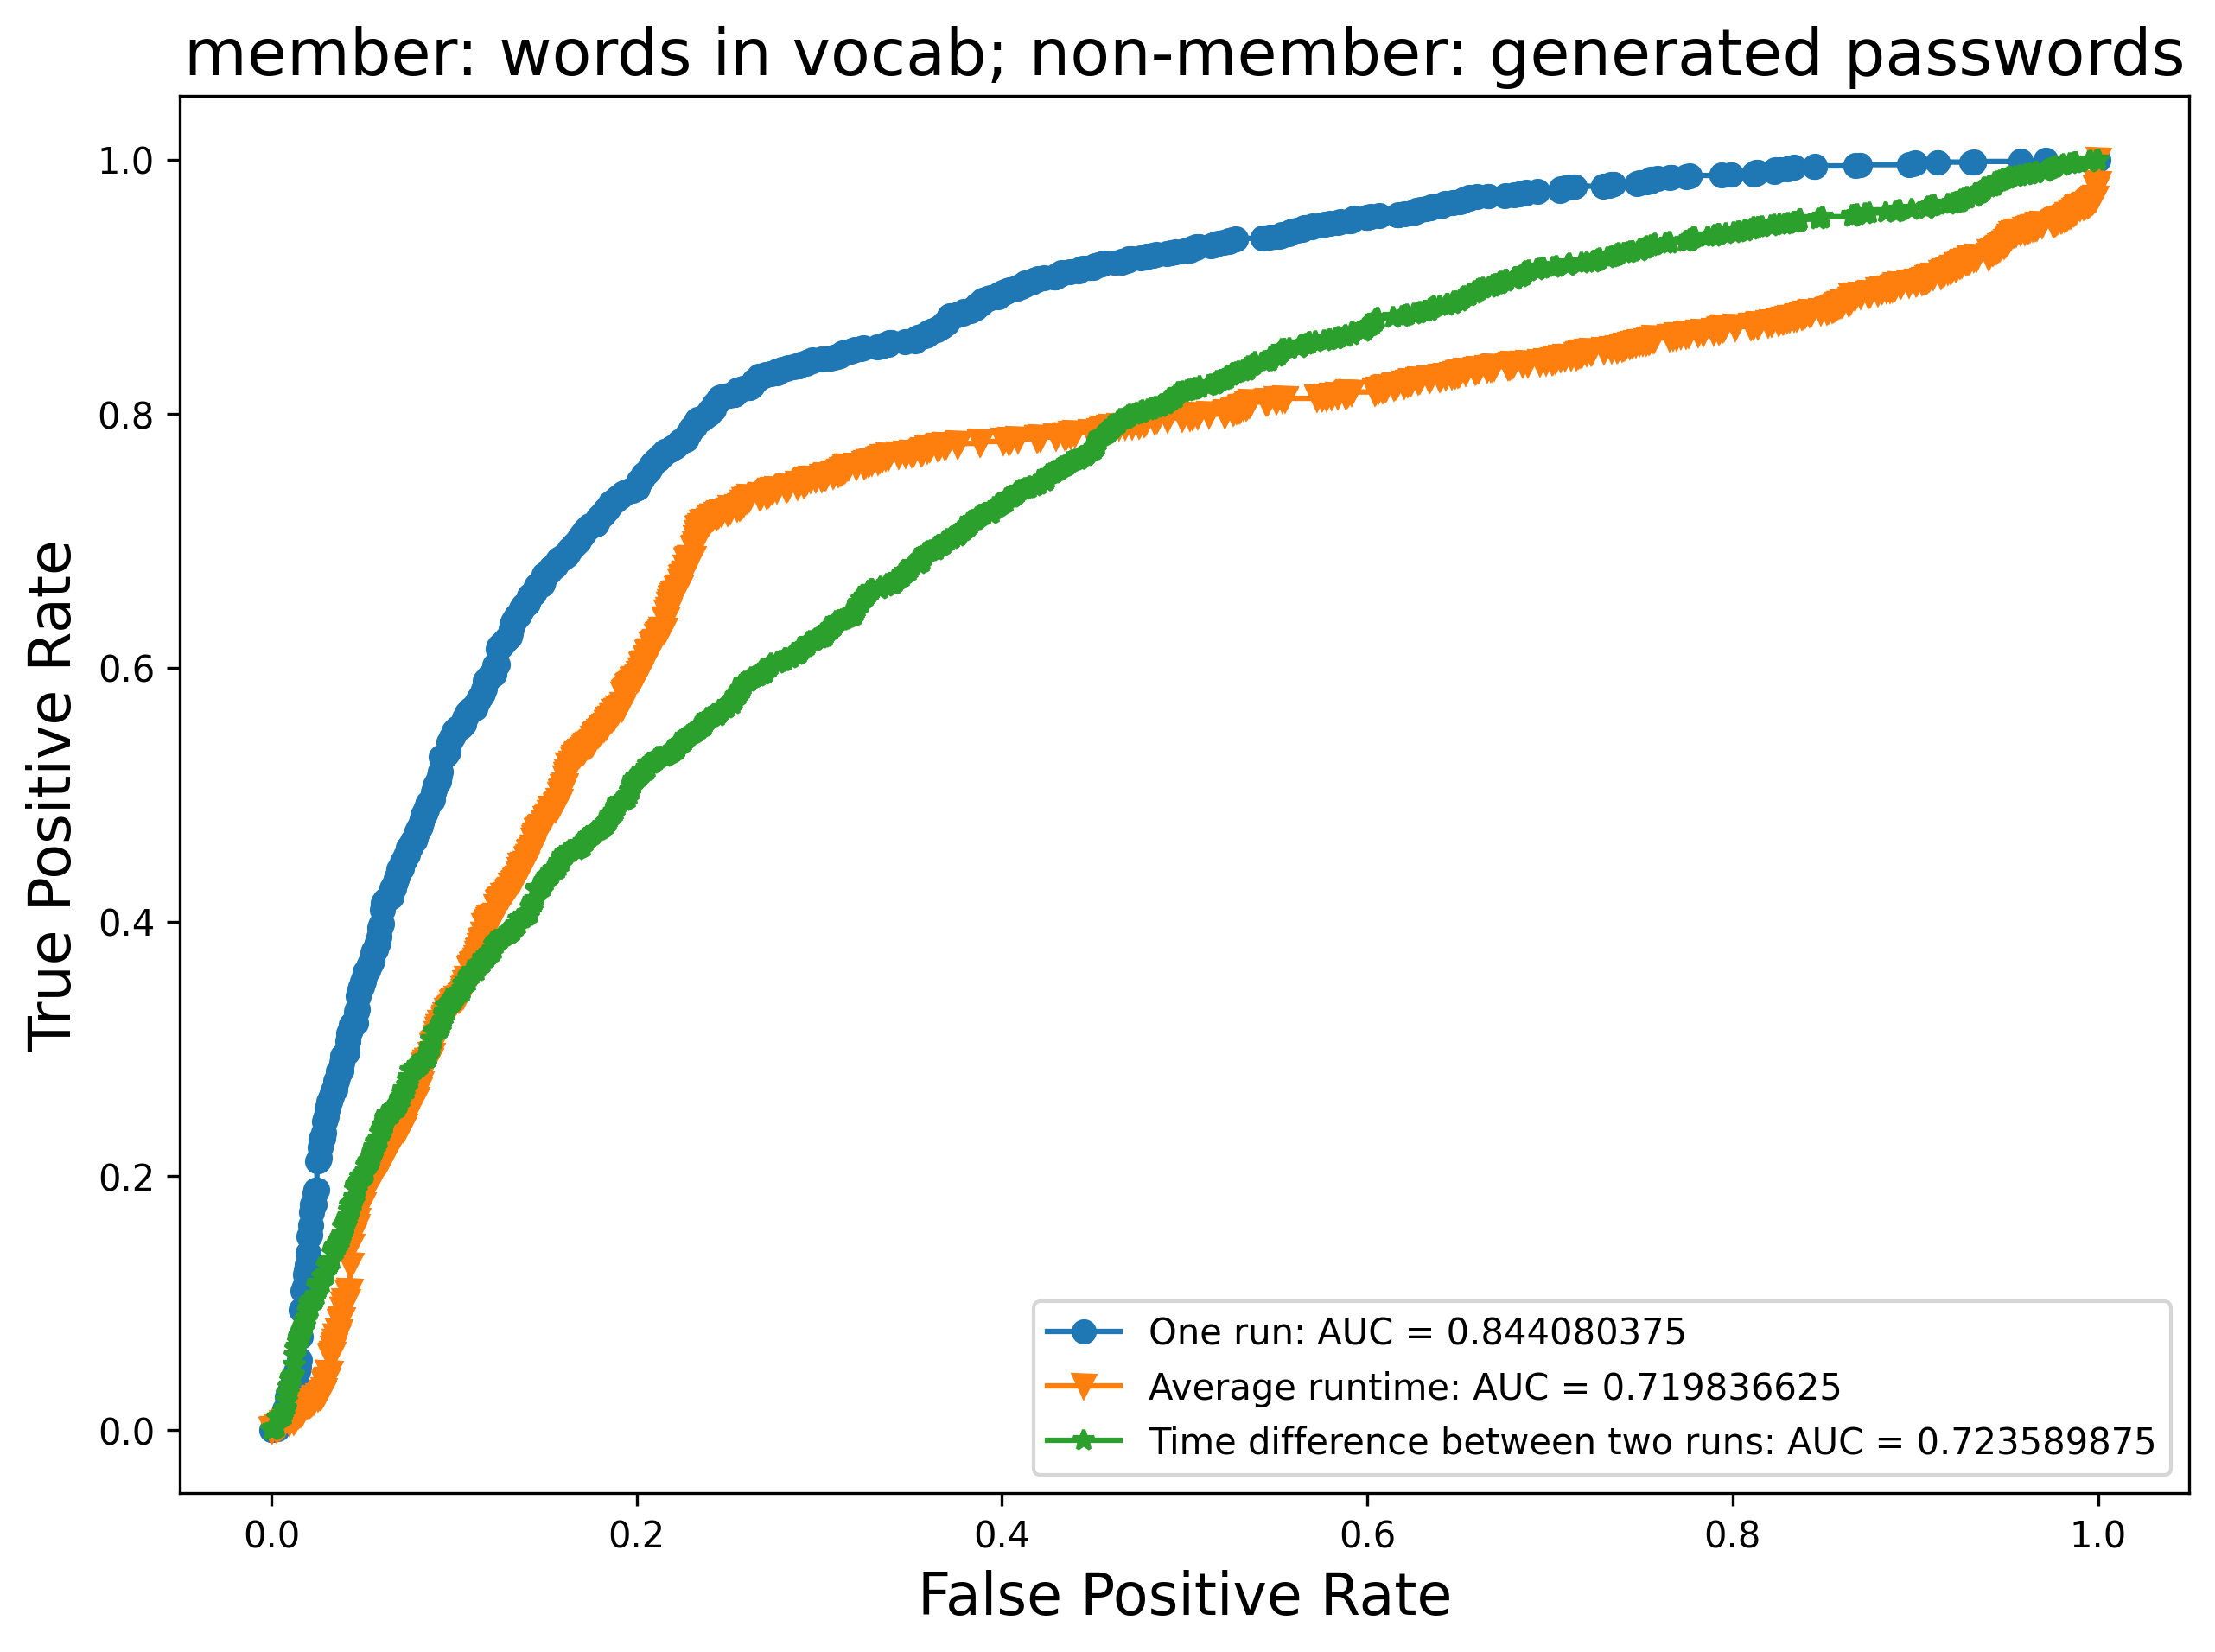 member: words in vocab; non-member: generated passwords
1.0
0.8
0.6
0.4
0.2
0.0
True Positive Rate
One run: AUC = 0.844080375
Average runtime: AUC = 0.719836625
Time difference between two runs: AUC = 0.723589875
0.0 0.2 0.4 0.6 0.8 1.0
False Positive Rate